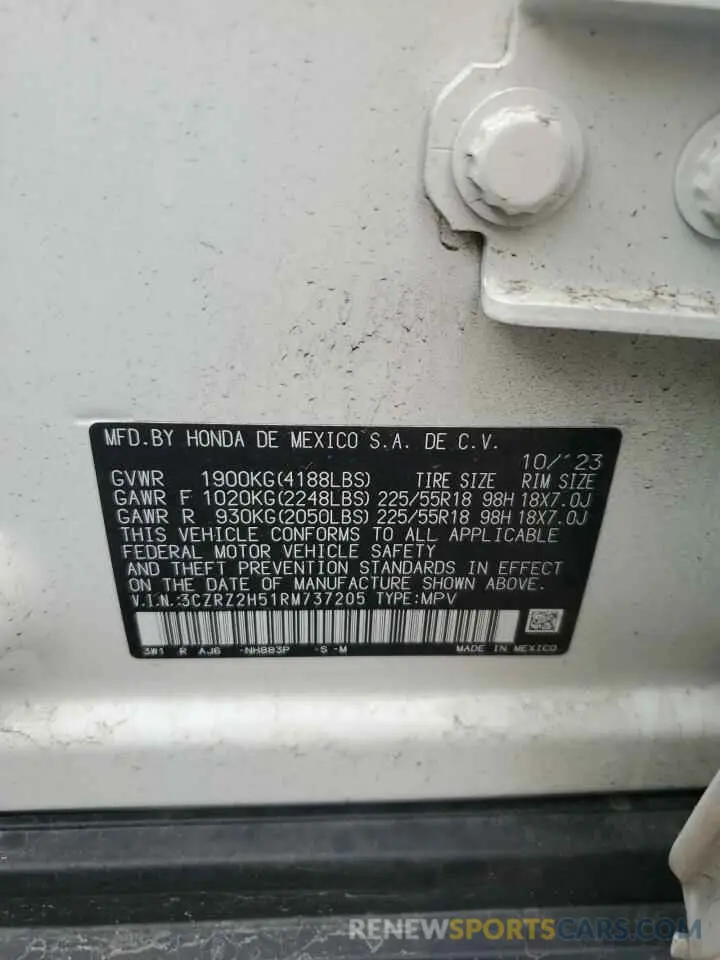 MFD.BY HONDA DE MEXICO S.A. DE C.V.
10/'23
GVWR 1900KG(4188LBS) TIRE SIZE RIM SIZE
GAWR F 1020KG(2248LBS) 225/55R18 98H 18X7.0J
GAWR R 930KG(2050LBS) 225/55R18 98H 18X7.0J
THIS VEHICLE CONFORMS TO ALL APPLICABLE
FEDERAL MOTOR VEHICLE SAFETY
AND THEFT PREVENTION STANDARDS IN EFFECT
ON THE DATE OF MANUFACTURE SHOWN ABOVE.
V.I.N.:3CZRZ2H51RM737205 TYPE:MPV
3W1 R AJ6 -NH883P -S -M MADE IN MEXICO
RENEWSPORTSCARS.COM